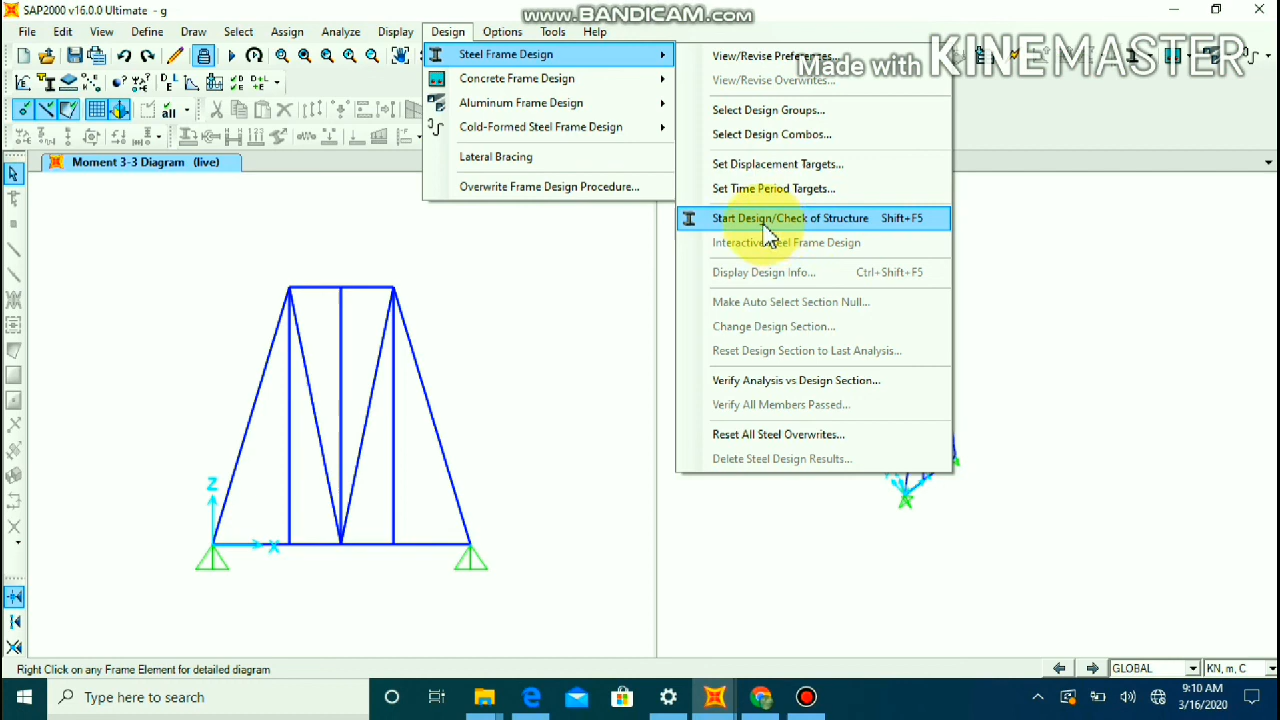 SAP2000 v16.0.0 Ultimate - g
www.BANDICAM.com
File Edit View Define Draw Select Assign Analyze Display Design Options Tools Help
Made with KINEMASTER
all
Moment 3-3 Diagram (live)
Steel Frame Design
Concrete Frame Design
Aluminum Frame Design
Cold-Formed Steel Frame Design
Lateral Bracing
Overwrite Frame Design Procedure...
View/Revise Preferences...
View/Revise Overwrites...
Select Design Groups...
Select Design Combos...
Set Displacement Targets...
Set Time Period Targets...
Start Design/Check of Structure Shift+F5
Interactive Steel Frame Design
Display Design Info... Ctrl+Shift+F5
Make Auto Select Section Null...
Change Design Section...
Reset Design Section to Last Analysis...
Verify Analysis vs Design Section...
Verify All Members Passed...
Reset All Steel Overwrites...
Delete Steel Design Results...
Z
X
Right Click on any Frame Element for detailed diagram
GLOBAL
KN, m, C
Type here to search
9:10 AM
3/16/2020